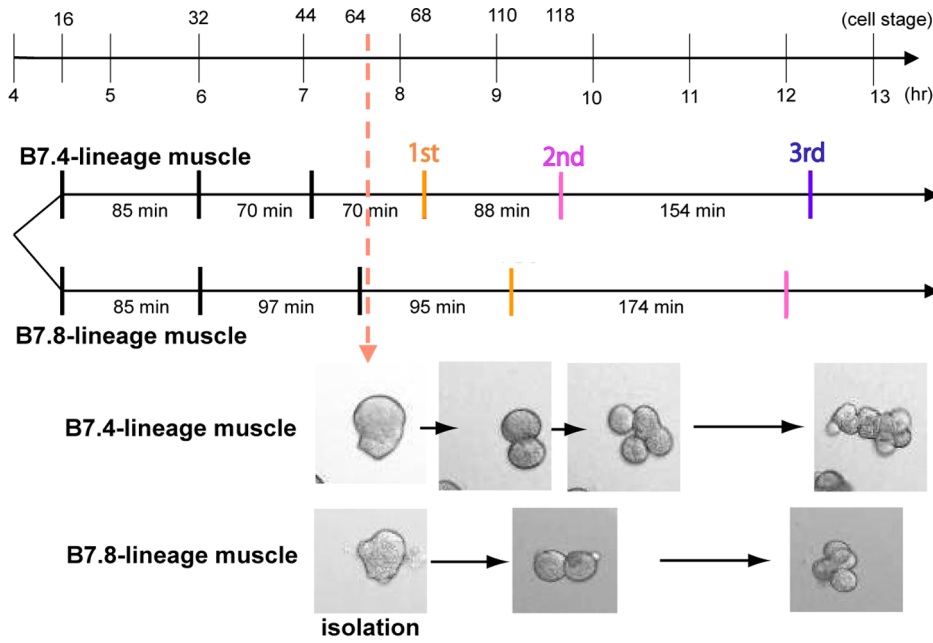 16 32 44 64 68 110 118 (cell stage)
4 5 6 7 8 9 10 11 12 13 (hr)
B7.4-lineage muscle
1st 2nd 3rd
85 min 70 min 70 min 88 min 154 min
85 min 97 min 95 min 174 min
B7.8-lineage muscle
B7.4-lineage muscle
B7.8-lineage muscle
isolation